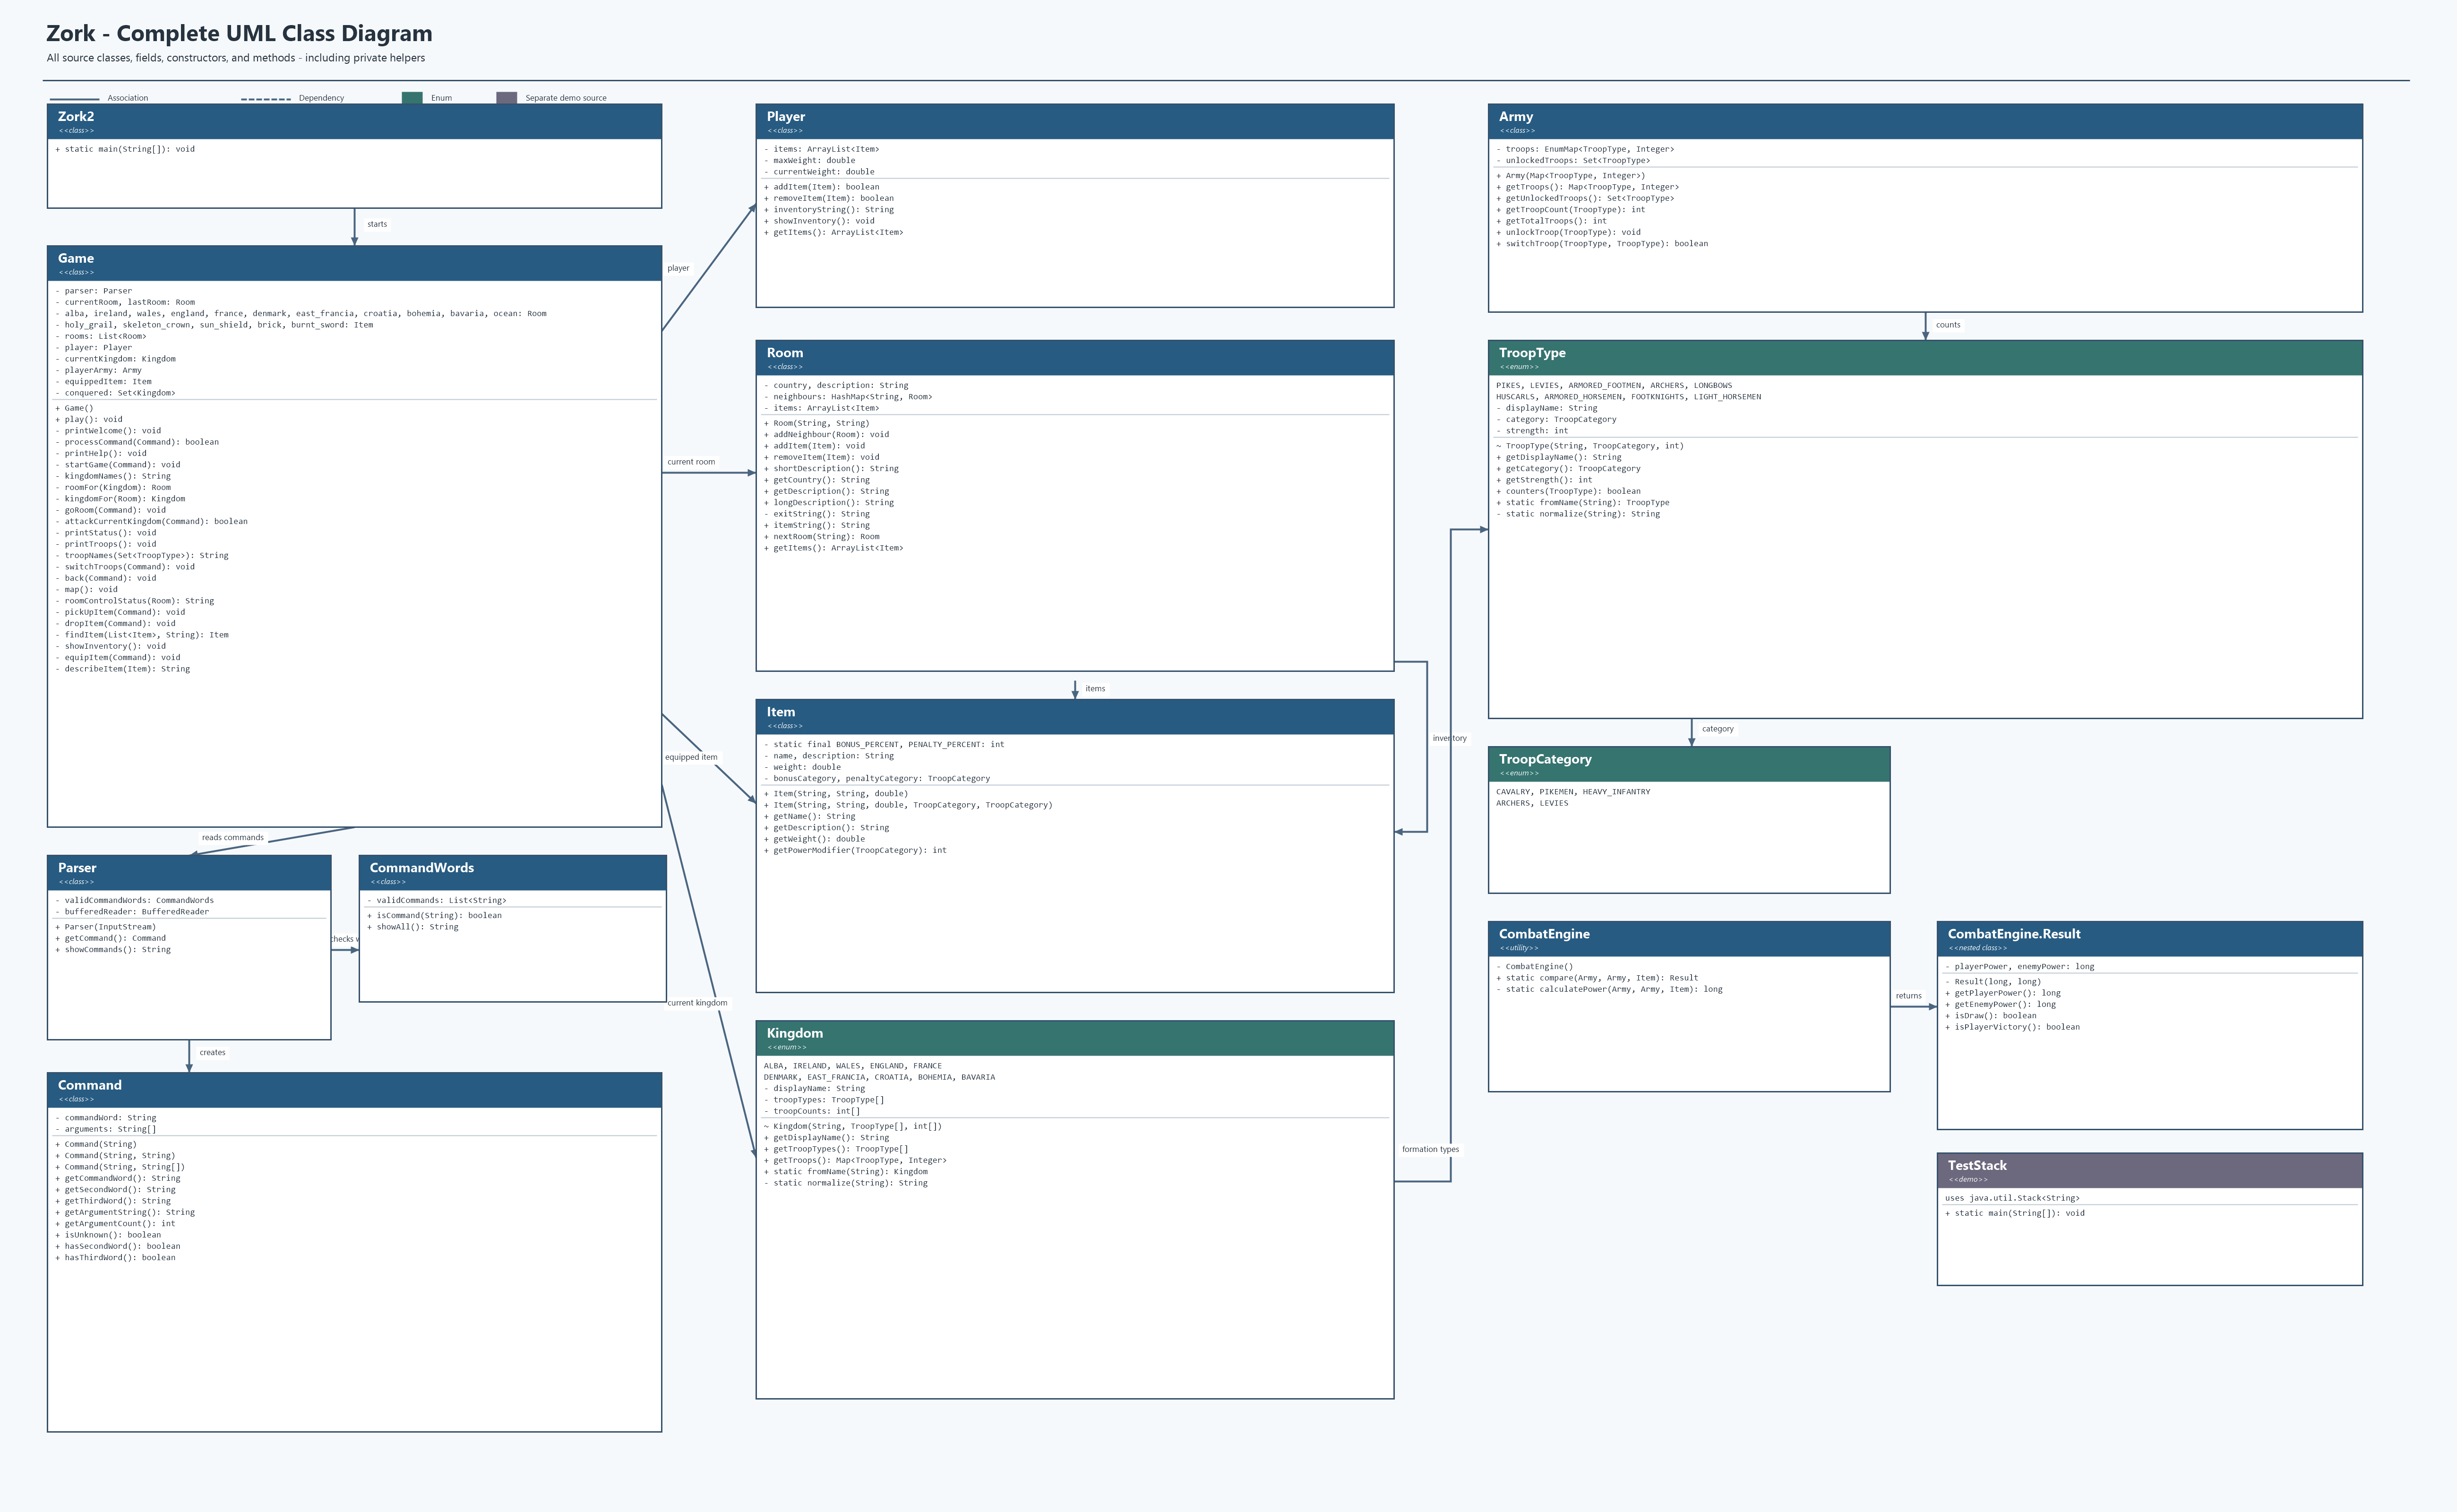 Zork - Complete UML Class Diagram
All source classes, fields, constructors, and methods - including private helpers
Association
Dependency
Enum
Separate demo source
Zork2
<<class>>
+ static main(String[]): void
starts
Game
<<class>>
- parser: Parser
- currentRoom, lastRoom: Room
- alba, ireland, wales, england, france, denmark, east_francia, croatia, bohemia, bavaria, ocean: Room
- holy_grail, skeleton_crown, sun_shield, brick, burnt_sword: Item
- rooms: List<Room>
- player: Player
- currentKingdom: Kingdom
- playerArmy: Army
- equippedItem: Item
- conquered: Set<Kingdom>
+ Game()
+ play(): void
- printWelcome(): void
- processCommand(Command): boolean
- printHelp(): void
- startGame(Command): void
- kingdomNames(): String
- roomFor(Kingdom): Room
- kingdomFor(Room): Kingdom
- goRoom(Command): void
- attackCurrentKingdom(Command): boolean
- printStatus(): void
- printTroops(): void
- troopNames(Set<TroopType>): String
- switchTroops(Command): void
- back(Command): void
- map(): void
- roomControlStatus(Room): String
- pickUpItem(Command): void
- dropItem(Command): void
- findItem(List<Item>, String): Item
- showInventory(): void
- equipItem(Command): void
- describeItem(Item): String
reads commands
Parser
<<class>>
- validCommandWords: CommandWords
- bufferedReader: BufferedReader
+ Parser(InputStream)
+ getCommand(): Command
+ showCommands(): String
checks w
CommandWords
<<class>>
- validCommands: List<String>
+ isCommand(String): boolean
+ showAll(): String
creates
Command
<<class>>
- commandWord: String
- arguments: String[]
+ Command(String)
+ Command(String, String)
+ Command(String, String[])
+ getCommandWord(): String
+ getSecondWord(): String
+ getThirdWord(): String
+ getArgumentString(): String
+ getArgumentCount(): int
+ isUnknown(): boolean
+ hasSecondWord(): boolean
+ hasThirdWord(): boolean
player
current room
equipped item
current kingdom
Player
<<class>>
- items: ArrayList<Item>
- maxWeight: double
- currentWeight: double
+ addItem(Item): boolean
+ removeItem(Item): boolean
+ inventoryString(): String
+ showInventory(): void
+ getItems(): ArrayList<Item>
Room
<<class>>
- country, description: String
- neighbours: HashMap<String, Room>
- items: ArrayList<Item>
+ Room(String, String)
+ addNeighbour(Room): void
+ addItem(Item): void
+ removeItem(Item): void
+ shortDescription(): String
+ getCountry(): String
+ getDescription(): String
+ longDescription(): String
- exitString(): String
+ itemString(): String
+ nextRoom(String): Room
+ getItems(): ArrayList<Item>
items
Item
<<class>>
- static final BONUS_PERCENT, PENALTY_PERCENT: int
- name, description: String
- weight: double
- bonusCategory, penaltyCategory: TroopCategory
+ Item(String, String, double)
+ Item(String, String, double, TroopCategory, TroopCategory)
+ getName(): String
+ getDescription(): String
+ getWeight(): double
+ getPowerModifier(TroopCategory): int
inventory
Kingdom
<<enum>>
ALBA, IRELAND, WALES, ENGLAND, FRANCE
DENMARK, EAST_FRANCIA, CROATIA, BOHEMIA, BAVARIA
- displayName: String
- troopTypes: TroopType[]
- troopCounts: int[]
~ Kingdom(String, TroopType[], int[])
+ getDisplayName(): String
+ getTroopTypes(): TroopType[]
+ getTroops(): Map<TroopType, Integer>
+ static fromName(String): Kingdom
- static normalize(String): String
formation types
Army
<<class>>
- troops: EnumMap<TroopType, Integer>
- unlockedTroops: Set<TroopType>
+ Army(Map<TroopType, Integer>)
+ getTroops(): Map<TroopType, Integer>
+ getUnlockedTroops(): Set<TroopType>
+ getTroopCount(TroopType): int
+ getTotalTroops(): int
+ unlockTroop(TroopType): void
+ switchTroop(TroopType, TroopType): boolean
counts
TroopType
<<enum>>
PIKES, LEVIES, ARMORED_FOOTMEN, ARCHERS, LONGBOWS
HUSCARLS, ARMORED_HORSEMEN, FOOTKNIGHTS, LIGHT_HORSEMEN
- displayName: String
- category: TroopCategory
- strength: int
~ TroopType(String, TroopCategory, int)
+ getDisplayName(): String
+ getCategory(): TroopCategory
+ getStrength(): int
+ counters(TroopType): boolean
+ static fromName(String): TroopType
- static normalize(String): String
category
TroopCategory
<<enum>>
CAVALRY, PIKEMEN, HEAVY_INFANTRY
ARCHERS, LEVIES
CombatEngine
<<utility>>
- CombatEngine()
+ static compare(Army, Army, Item): Result
- static calculatePower(Army, Army, Item): long
returns
CombatEngine.Result
<<nested class>>
- playerPower, enemyPower: long
- Result(long, long)
+ getPlayerPower(): long
+ getEnemyPower(): long
+ isDraw(): boolean
+ isPlayerVictory(): boolean
TestStack
<<demo>>
uses java.util.Stack<String>
+ static main(String[]): void